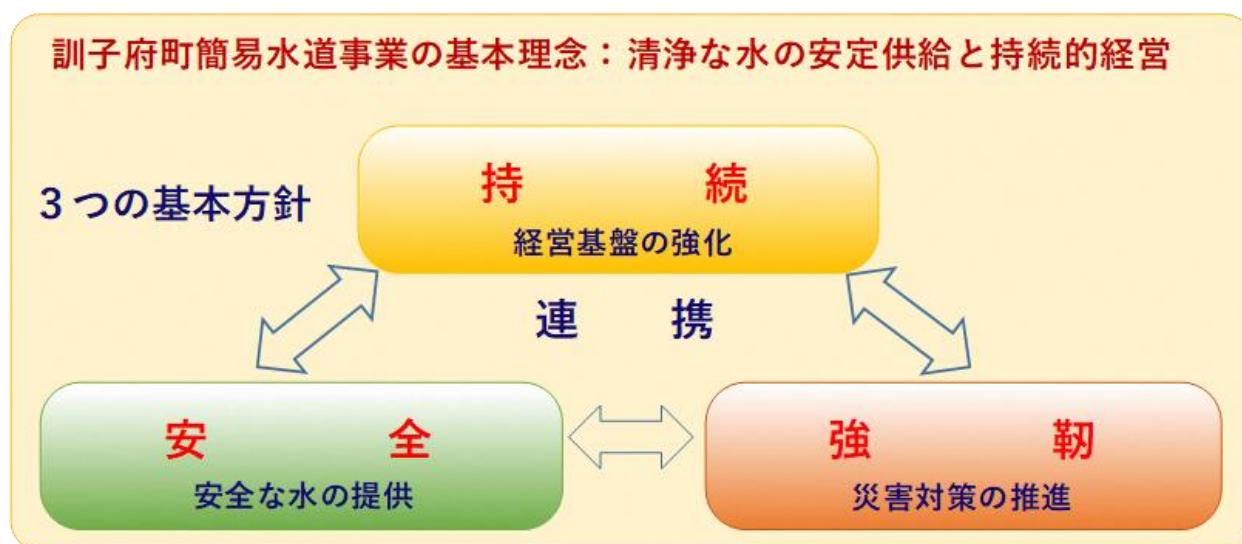 訓子府町簡易水道事業の基本理念：清浄な水の安定供給と持続的経営
３つの基本方針
持　続
経営基盤の強化
連　携
安　全
安全な水の提供
強　靭
災害対策の推進